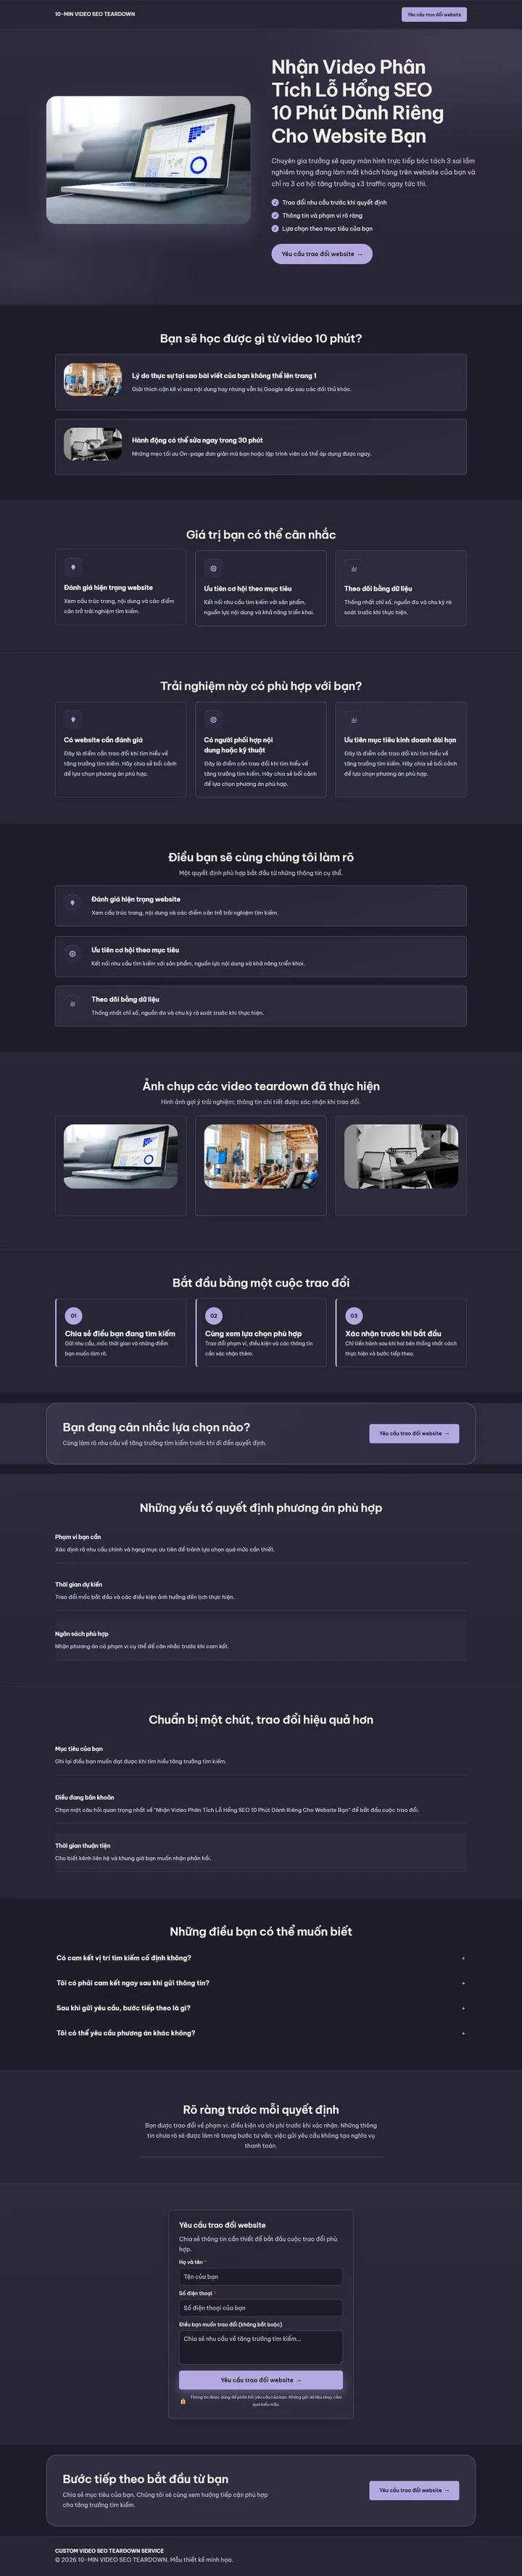 10-MIN VIDEO SEO TEARDOWN
Yêu cầu trao đổi website
Nhận Video Phân
Tích Lỗ Hổng SEO
10 Phút Dành Riêng
Cho Website Bạn
Chuyên gia trưởng sẽ quay màn hình trực tiếp bóc tách 3 sai lầm
nghiêm trọng đang làm mất khách hàng trên website của bạn và
chỉ ra 3 cơ hội tăng trưởng x3 traffic ngay tức thì.
Trao đổi nhu cầu trước khi quyết định
Thông tin và phạm vi rõ ràng
Lựa chọn theo mục tiêu của bạn
Yêu cầu trao đổi website →
Bạn sẽ học được gì từ video 10 phút?
Lý do thực sự tại sao bài viết của bạn không thể lên trang 1
Giải thích cặn kẽ vì sao nội dung hay nhưng vẫn bị Google xếp sau các đối thủ khác.
Hành động có thể sửa ngay trong 30 phút
Những mẹo tối ưu On-page đơn giản mà bạn hoặc lập trình viên có thể áp dụng được ngay.
Giá trị bạn có thể cân nhắc
Đánh giá hiện trạng website
Xem cấu trúc trang, nội dung và các điểm
cản trở trải nghiệm tìm kiếm.
Ưu tiên cơ hội theo mục tiêu
Kết nối nhu cầu tìm kiếm với sản phẩm,
nguồn lực nội dung và khả năng triển khai.
Theo dõi bằng dữ liệu
Thống nhất chỉ số, nguồn đo và chu kỳ rà
soát trước khi thực hiện.
Trải nghiệm này có phù hợp với bạn?
Có website cần đánh giá
Đây là điểm cần trao đổi khi tìm hiểu về
tăng trưởng tìm kiếm. Hãy chia sẻ bối cảnh
để lựa chọn phương án phù hợp.
Có người phối hợp nội
dung hoặc kỹ thuật
Đây là điểm cần trao đổi khi tìm hiểu về
tăng trưởng tìm kiếm. Hãy chia sẻ bối cảnh
để lựa chọn phương án phù hợp.
Ưu tiên mục tiêu kinh doanh dài hạn
Đây là điểm cần trao đổi khi tìm hiểu về
tăng trưởng tìm kiếm. Hãy chia sẻ bối cảnh
để lựa chọn phương án phù hợp.
Điều bạn sẽ cùng chúng tôi làm rõ
Một quyết định phù hợp bắt đầu từ những thông tin cụ thể.
Đánh giá hiện trạng website
Xem cấu trúc trang, nội dung và các điểm cản trở trải nghiệm tìm kiếm.
Ưu tiên cơ hội theo mục tiêu
Kết nối nhu cầu tìm kiếm với sản phẩm, nguồn lực nội dung và khả năng triển khai.
Theo dõi bằng dữ liệu
Thống nhất chỉ số, nguồn đo và chu kỳ rà soát trước khi thực hiện.
Ảnh chụp các video teardown đã thực hiện
Hình ảnh gợi ý trải nghiệm; thông tin chi tiết được xác nhận khi trao đổi.
Bắt đầu bằng một cuộc trao đổi
01
Chia sẻ điều bạn đang tìm kiếm
Gửi nhu cầu, mốc thời gian và những điểm
bạn muốn làm rõ.
02
Cùng xem lựa chọn phù hợp
Trao đổi phạm vi, điều kiện và các thông tin
cần xác nhận thêm.
03
Xác nhận trước khi bắt đầu
Chỉ tiến hành sau khi hai bên thống nhất cách
thực hiện và bước tiếp theo.
Bạn đang cân nhắc lựa chọn nào?
Cùng làm rõ nhu cầu về tăng trưởng tìm kiếm trước khi đi đến quyết định.
Yêu cầu trao đổi website →
Những yếu tố quyết định phương án phù hợp
Phạm vi bạn cần
Xác định rõ nhu cầu chính và hạng mục ưu tiên để tránh lựa chọn quá mức cần thiết.
Thời gian dự kiến
Trao đổi mốc bắt đầu và các điều kiện ảnh hưởng đến lịch thực hiện.
Ngân sách phù hợp
Nhận phương án có phạm vi cụ thể để cân nhắc trước khi cam kết.
Chuẩn bị một chút, trao đổi hiệu quả hơn
Mục tiêu của bạn
Ghi lại điều bạn muốn đạt được khi tìm hiểu tăng trưởng tìm kiếm.
Điều đang băn khoăn
Chọn một câu hỏi quan trọng nhất về "Nhận Video Phân Tích Lỗ Hổng SEO 10 Phút Dành Riêng Cho Website Bạn" để bắt đầu cuộc trao đổi.
Thời gian thuận tiện
Cho biết kênh liên hệ và khung giờ bạn muốn nhận phản hồi.
Những điều bạn có thể muốn biết
Có cam kết vị trí tìm kiếm cố định không? +
Tôi có phải cam kết ngay sau khi gửi thông tin? +
Sau khi gửi yêu cầu, bước tiếp theo là gì? +
Tôi có thể yêu cầu phương án khác không? +
Rõ ràng trước mỗi quyết định
Bạn được trao đổi về phạm vi, điều kiện và chi phí trước khi xác nhận. Những thông
tin chưa rõ sẽ được làm rõ trong bước tư vấn; việc gửi yêu cầu không tạo nghĩa vụ
thanh toán.
Yêu cầu trao đổi website
Chia sẻ thông tin cần thiết để bắt đầu cuộc trao đổi phù
hợp.
Họ và tên *
Tên của bạn
Số điện thoại *
Số điện thoại của bạn
Điều bạn muốn trao đổi (không bắt buộc)
Chia sẻ nhu cầu về tăng trưởng tìm kiếm...
Yêu cầu trao đổi website →
Thông tin được dùng để phản hồi yêu cầu của bạn. Không gửi dữ liệu nhạy cảm
qua biểu mẫu.
Bước tiếp theo bắt đầu từ bạn
Chia sẻ mục tiêu của bạn. Chúng tôi sẽ cùng xem hướng tiếp cận phù hợp
cho tăng trưởng tìm kiếm.
Yêu cầu trao đổi website →
CUSTOM VIDEO SEO TEARDOWN SERVICE
© 2026 10-MIN VIDEO SEO TEARDOWN. Mẫu thiết kế minh họa.